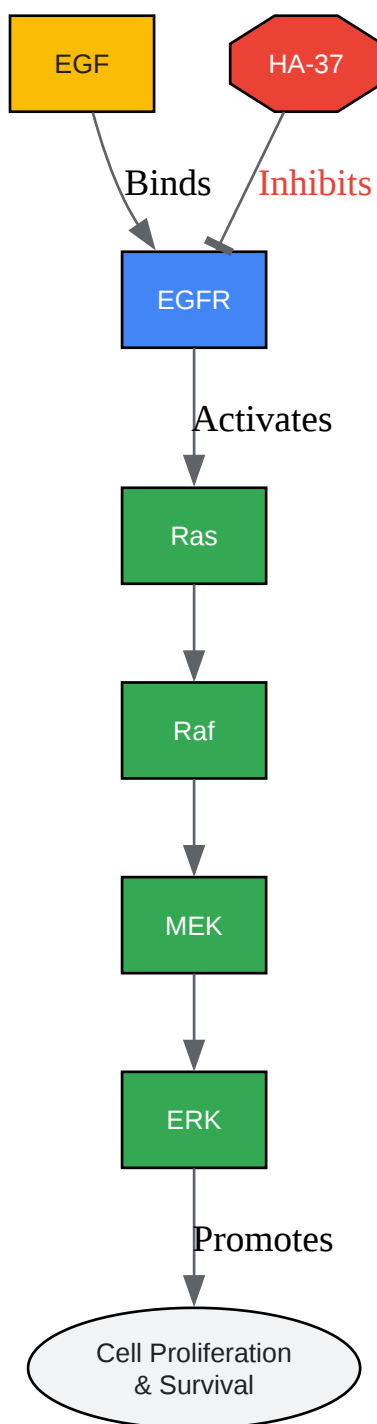 EGF
HA-37
Binds
Inhibits
EGFR
Activates
Ras
Raf
MEK
ERK
Promotes
Cell Proliferation
& Survival